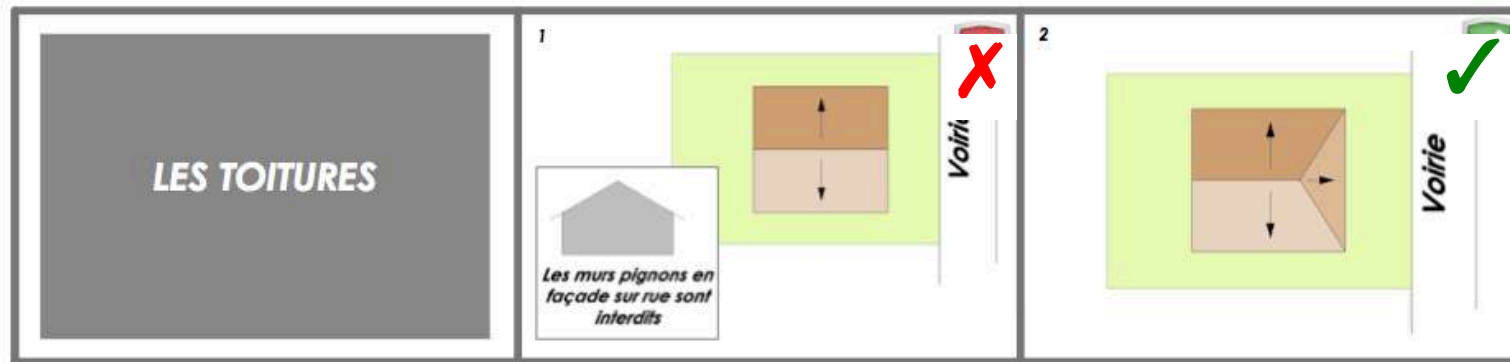 LES TOITURES
1
Voirie
Les murs pignons en
façade sur rue sont
interdits
2
Voirie